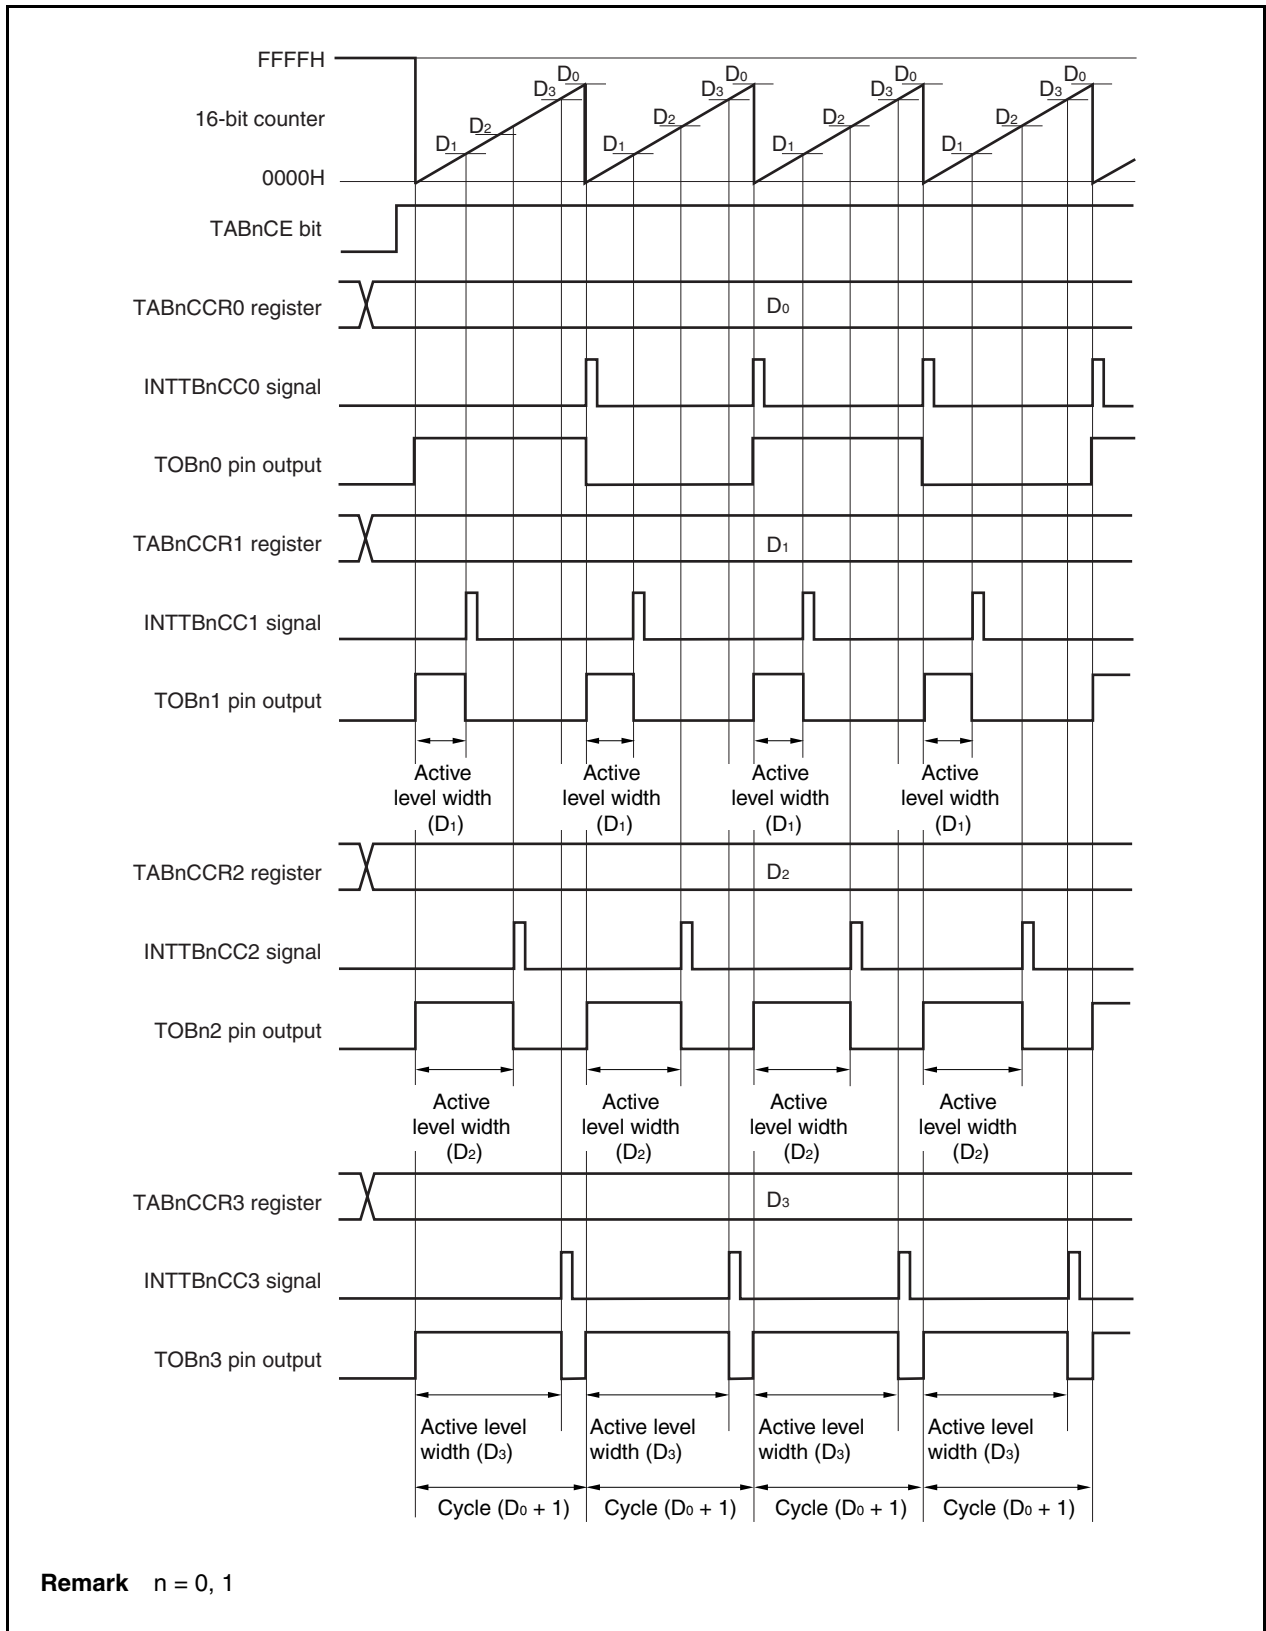 FFFFH
D0 D0 D0 D0
D3 D3 D3 D3
16-bit counter
D2 D2 D2 D2
D1 D1 D1 D1
0000H
TABnCE bit
TABnCCR0 register D0
INTTBnCC0 signal
TOBn0 pin output
TABnCCR1 register D1
INTTBnCC1 signal
TOBn1 pin output
Active Active Active Active
level width level width level width level width
(D1) (D1) (D1) (D1)
TABnCCR2 register D2
INTTBnCC2 signal
TOBn2 pin output
Active Active Active Active
level width level width level width level width
(D2) (D2) (D2) (D2)
TABnCCR3 register D3
INTTBnCC3 signal
TOBn3 pin output
Active level Active level Active level Active level
width (D3) width (D3) width (D3) width (D3)
Cycle (D0 + 1) Cycle (D0 + 1) Cycle (D0 + 1) Cycle (D0 + 1)
Remark n = 0, 1